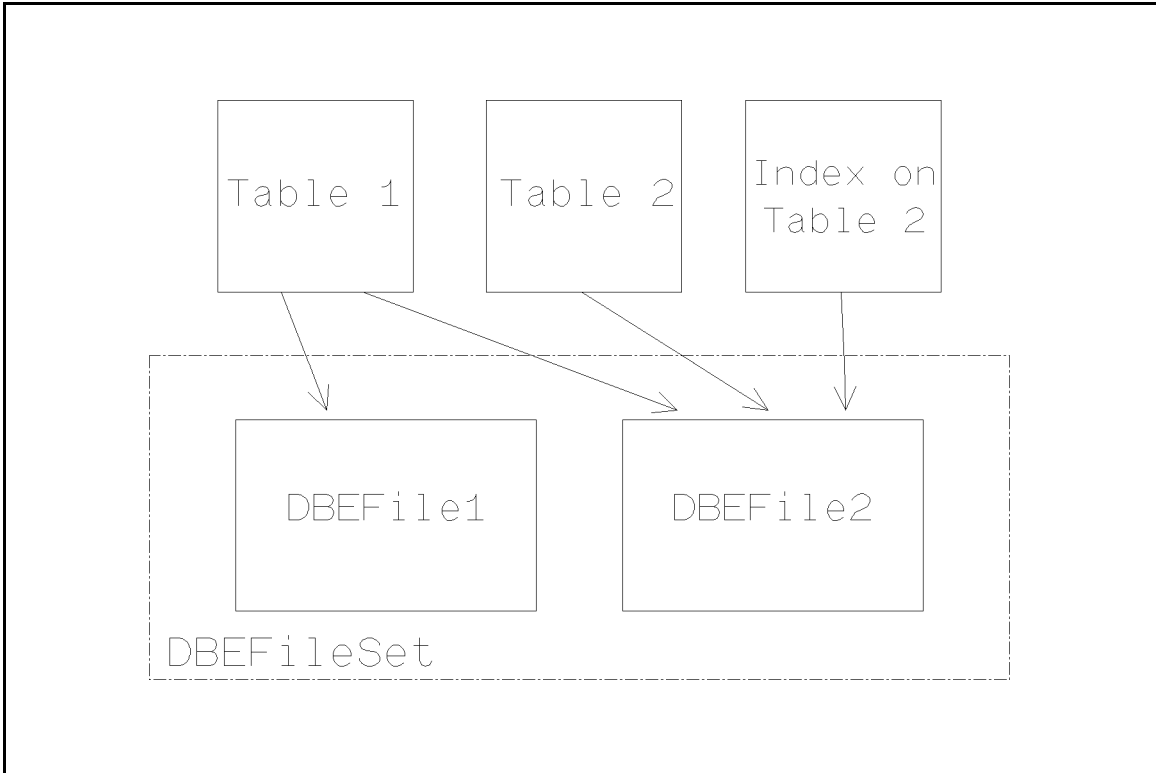 Table 1
Table 2
Index on
Table 2
DBEFile1
DBEFile2
DBEFileSet